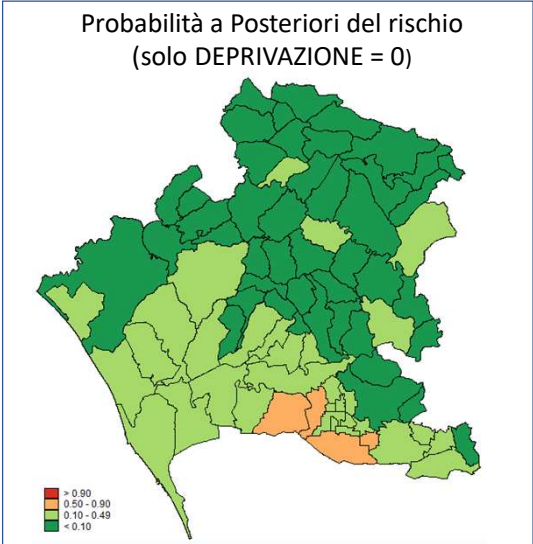 Probabilità a Posteriori del rischio
(solo DEPRIVAZIONE = 0)
> 0.90
0.50 - 0.90
0.10 - 0.49
< 0.10